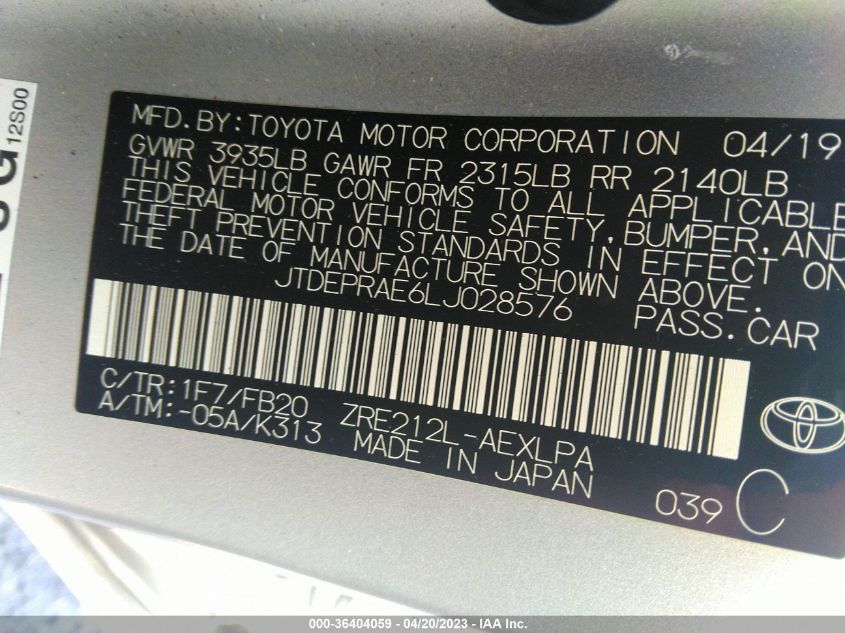 12S00
MFD.BY:TOYOTA MOTOR CORPORATION 04/19
GVWR 3935LB GAWR FR 2315LB RR 2140LB
THIS VEHICLE CONFORMS TO ALL APPLICABLE
FEDERAL MOTOR VEHICLE SAFETY,BUMPER,AND
THEFT PREVENTION STANDARDS IN EFFECT ON
THE DATE OF MANUFACTURE SHOWN ABOVE.
JTDEPRAE6LJ028576
PASS.CAR
C/TR:1F7/FB20
ZRE212L-AEXLPA
A/TM:-05A/K313
MADE IN JAPAN
039 C
000-36404059 - 04/20/2023 - IAA Inc.